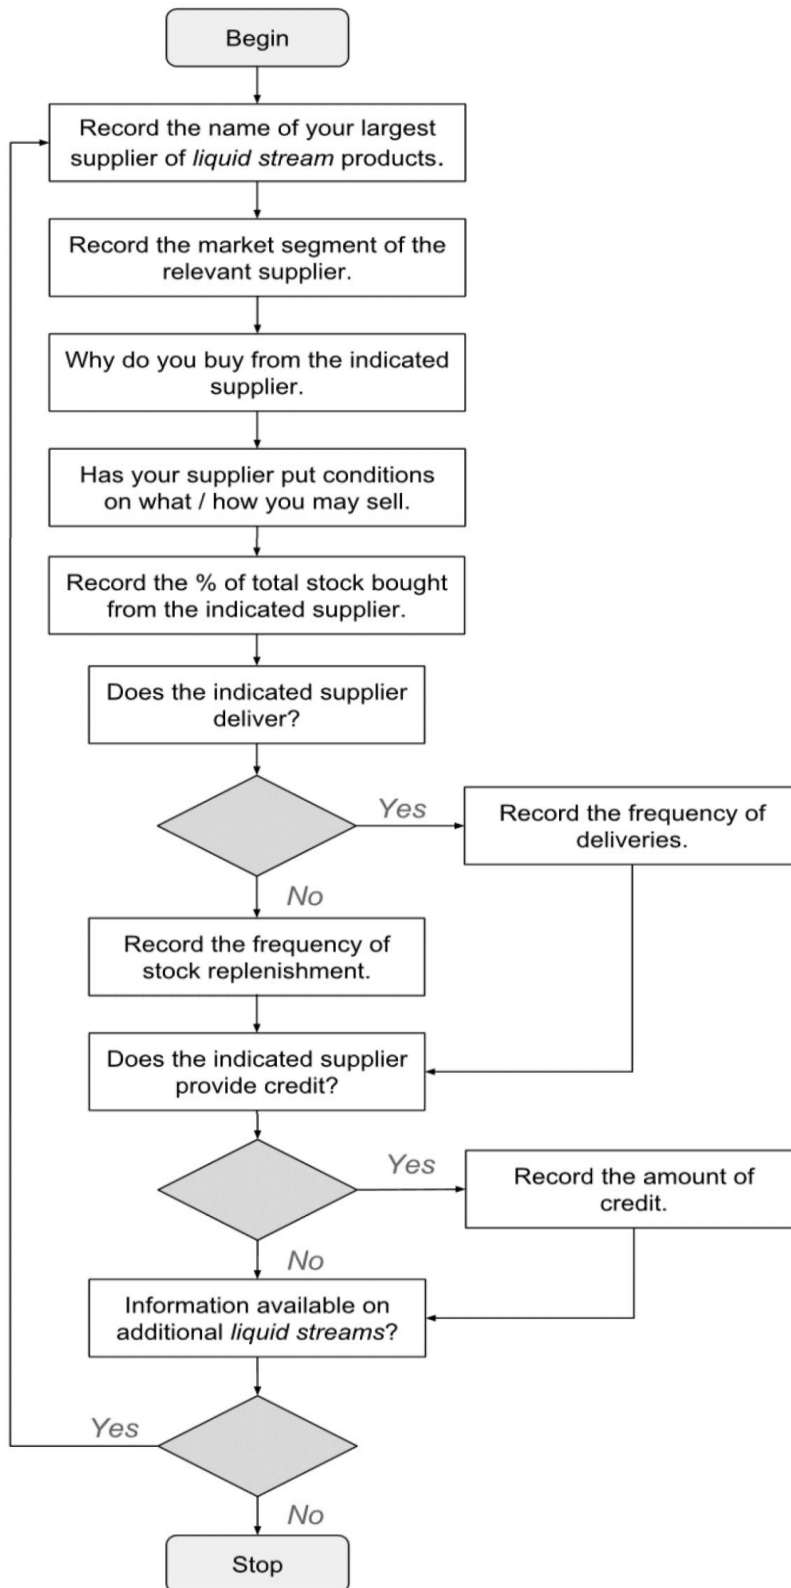 Begin
Record the name of your largest
supplier of liquid stream products.
Record the market segment of the
relevant supplier.
Why do you buy from the indicated
supplier.
Has your supplier put conditions
on what / how you may sell.
Record the % of total stock bought
from the indicated supplier.
Does the indicated supplier
deliver?
Yes
Record the frequency of
deliveries.
No
Record the frequency of
stock replenishment.
Does the indicated supplier
provide credit?
Yes
Record the amount of
credit.
No
Information available on
additional liquid streams?
Yes
No
Stop